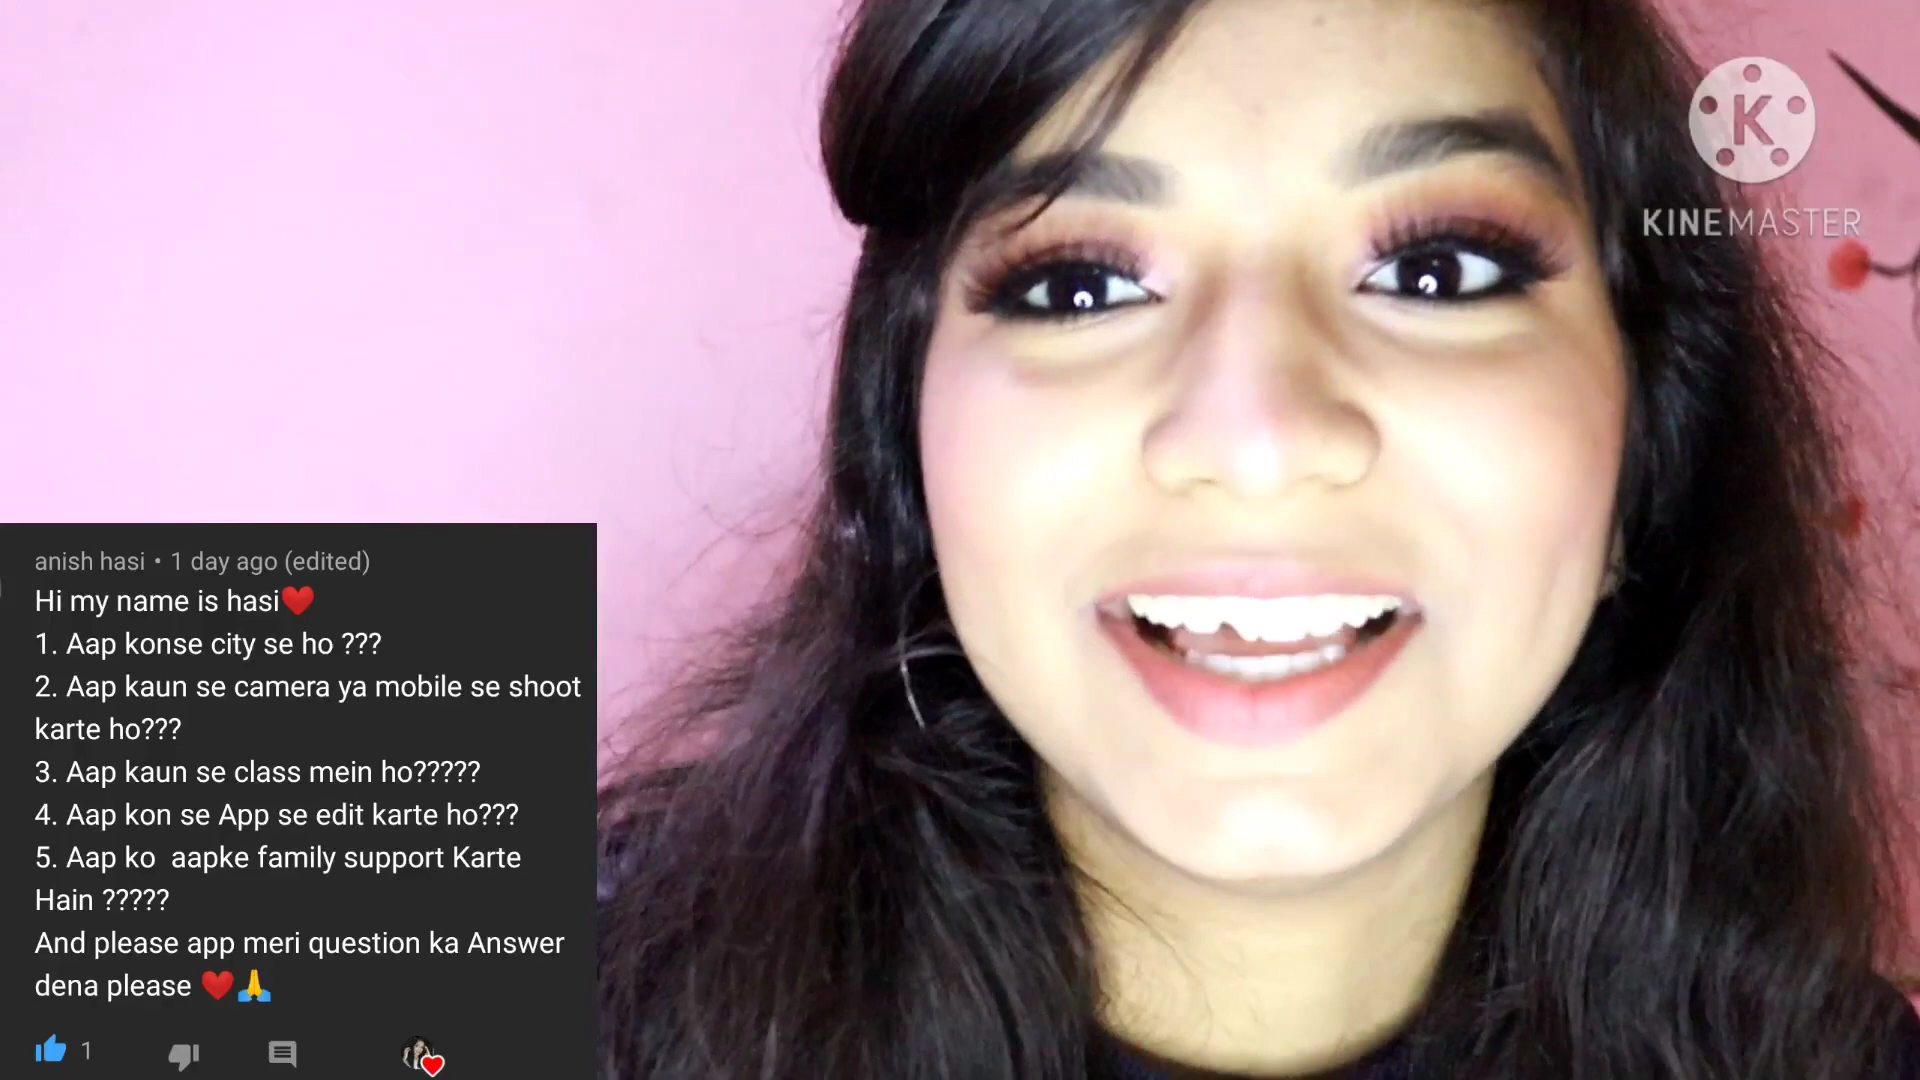 anish hasi • 1 day ago (edited)
Hi my name is hasi❤️
1. Aap konse city se ho ???
2. Aap kaun se camera ya mobile se shoot
karte ho???
3. Aap kaun se class mein ho?????
4. Aap kon se App se edit karte ho???
5. Aap ko  aapke family support Karte
Hain ?????
And please app meri question ka Answer
dena please ❤️🙏
1
K
KINEMASTER